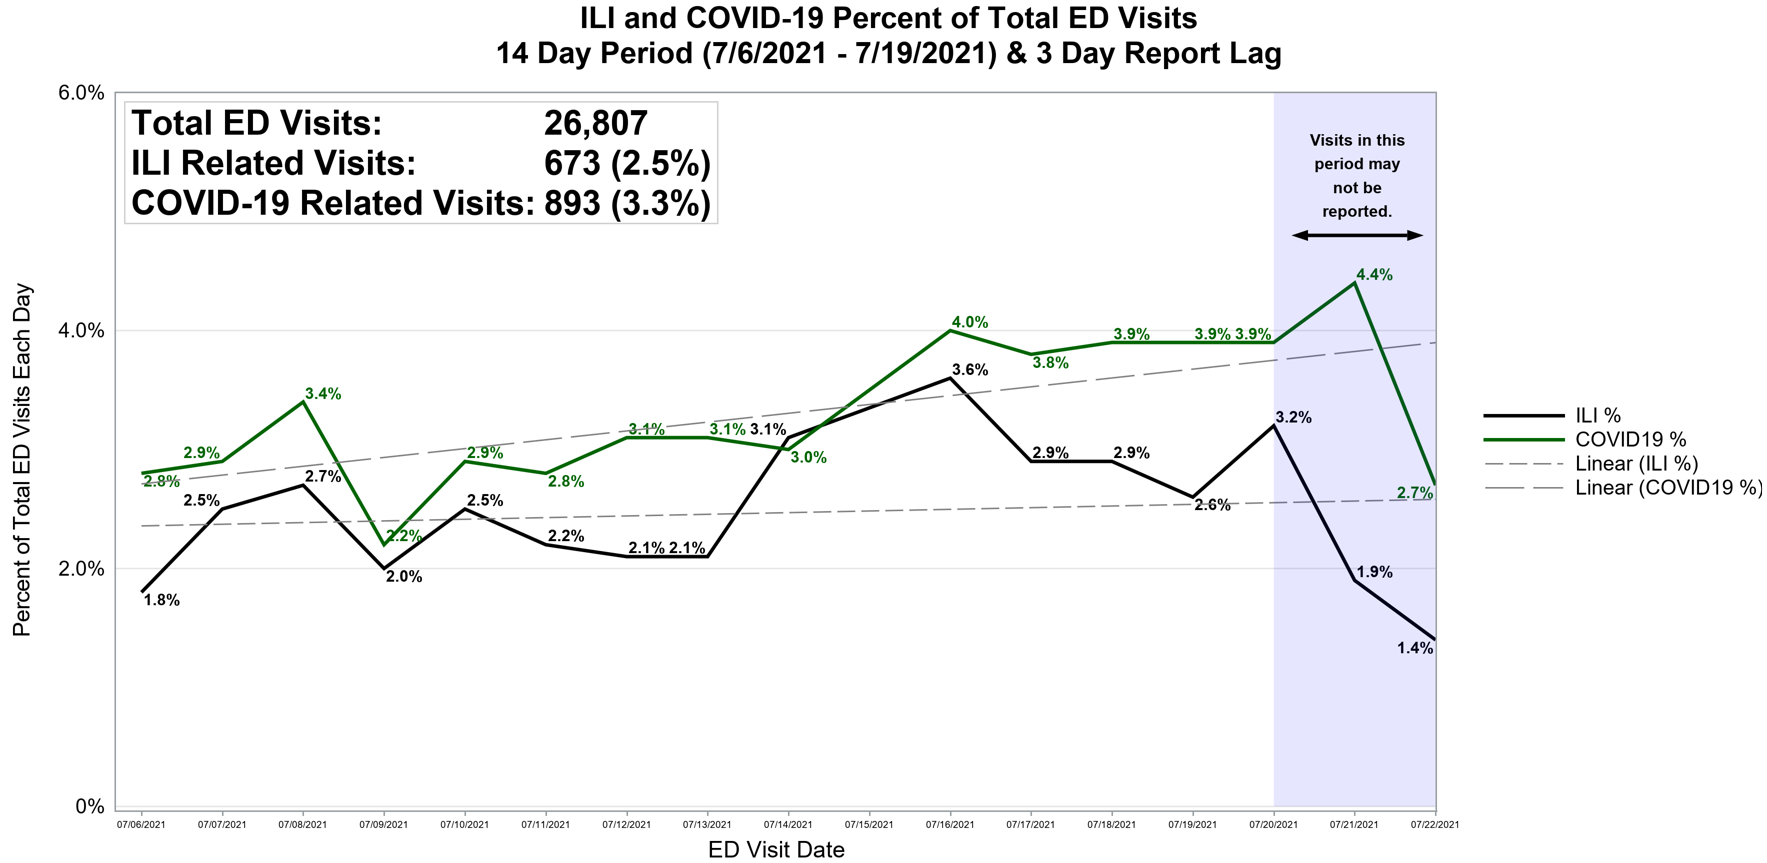 ILI and COVID-19 Percent of Total ED Visits
14 Day Period (7/6/2021 - 7/19/2021) & 3 Day Report Lag
Percent of Total ED Visits Each Day
6.0%
4.0%
2.0%
0%
Total ED Visits: 26,807
ILI Related Visits: 673 (2.5%)
COVID-19 Related Visits: 893 (3.3%)
Visits in this
period may
not be
reported.
2.8%
2.9%
3.4%
2.2%
2.9%
2.8%
3.1%
3.1%
3.0%
4.0%
3.8%
3.9%
3.9%
3.9%
4.4%
2.7%
1.8%
2.5%
2.7%
2.0%
2.5%
2.2%
2.1%
2.1%
3.1%
3.6%
2.9%
2.9%
2.6%
3.2%
1.9%
1.4%
ILI %
COVID19 %
Linear (ILI %)
Linear (COVID19 %)
07/06/2021 07/07/2021 07/08/2021 07/09/2021 07/10/2021 07/11/2021 07/12/2021 07/13/2021 07/14/2021 07/15/2021 07/16/2021 07/17/2021 07/18/2021 07/19/2021 07/20/2021 07/21/2021 07/22/2021
ED Visit Date